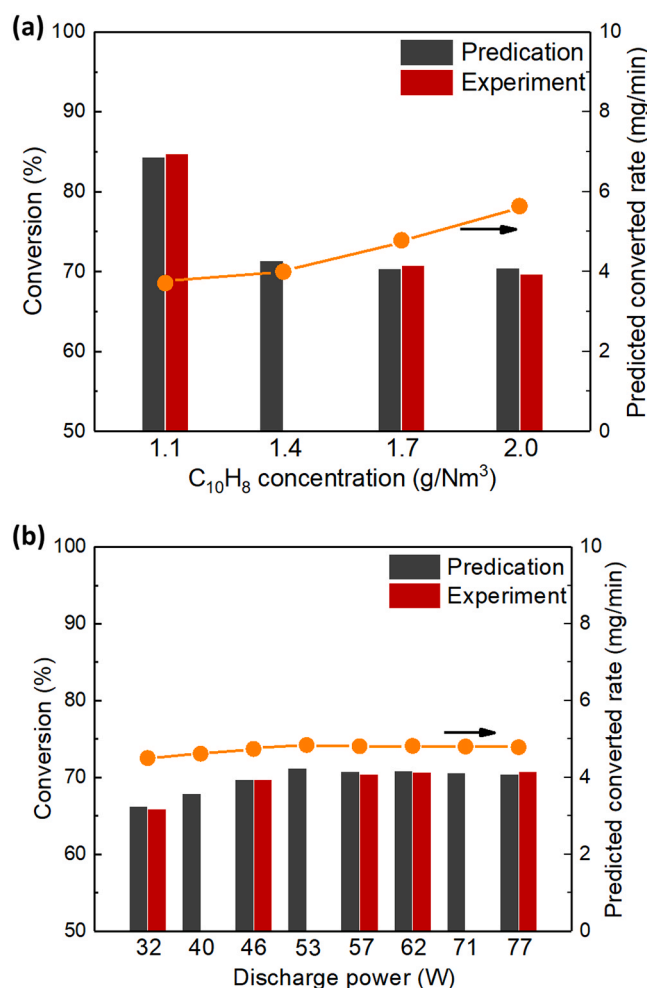 (a)
100
90
80
70
60
50
Conversion (%)
Predication
Experiment
10
8
6
4
2
0
Predicted converted rate (mg/min)
1.1 1.4 1.7 2.0
C₁₀H₈ concentration (g/Nm³)
(b)
100
90
80
70
60
50
Conversion (%)
Predication
Experiment
10
8
6
4
2
0
Predicted converted rate (mg/min)
32 40 46 53 57 62 71 77
Discharge power (W)